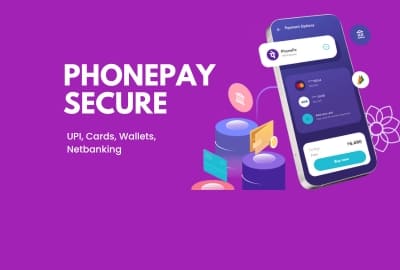 PHONEPAY
SECURE
UPI, Cards, Wallets,
Netbanking
Payment Options
PhonePe
Buy now